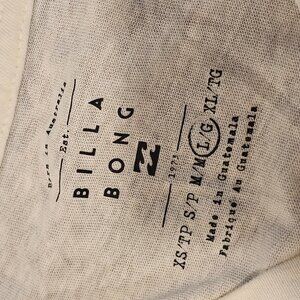 Born in Australia
Est.
BILLA
BONG
1973
XS/TP S/P M/M L/G XL/TG
Made in Guatemala
Fabriqué au Guatemala